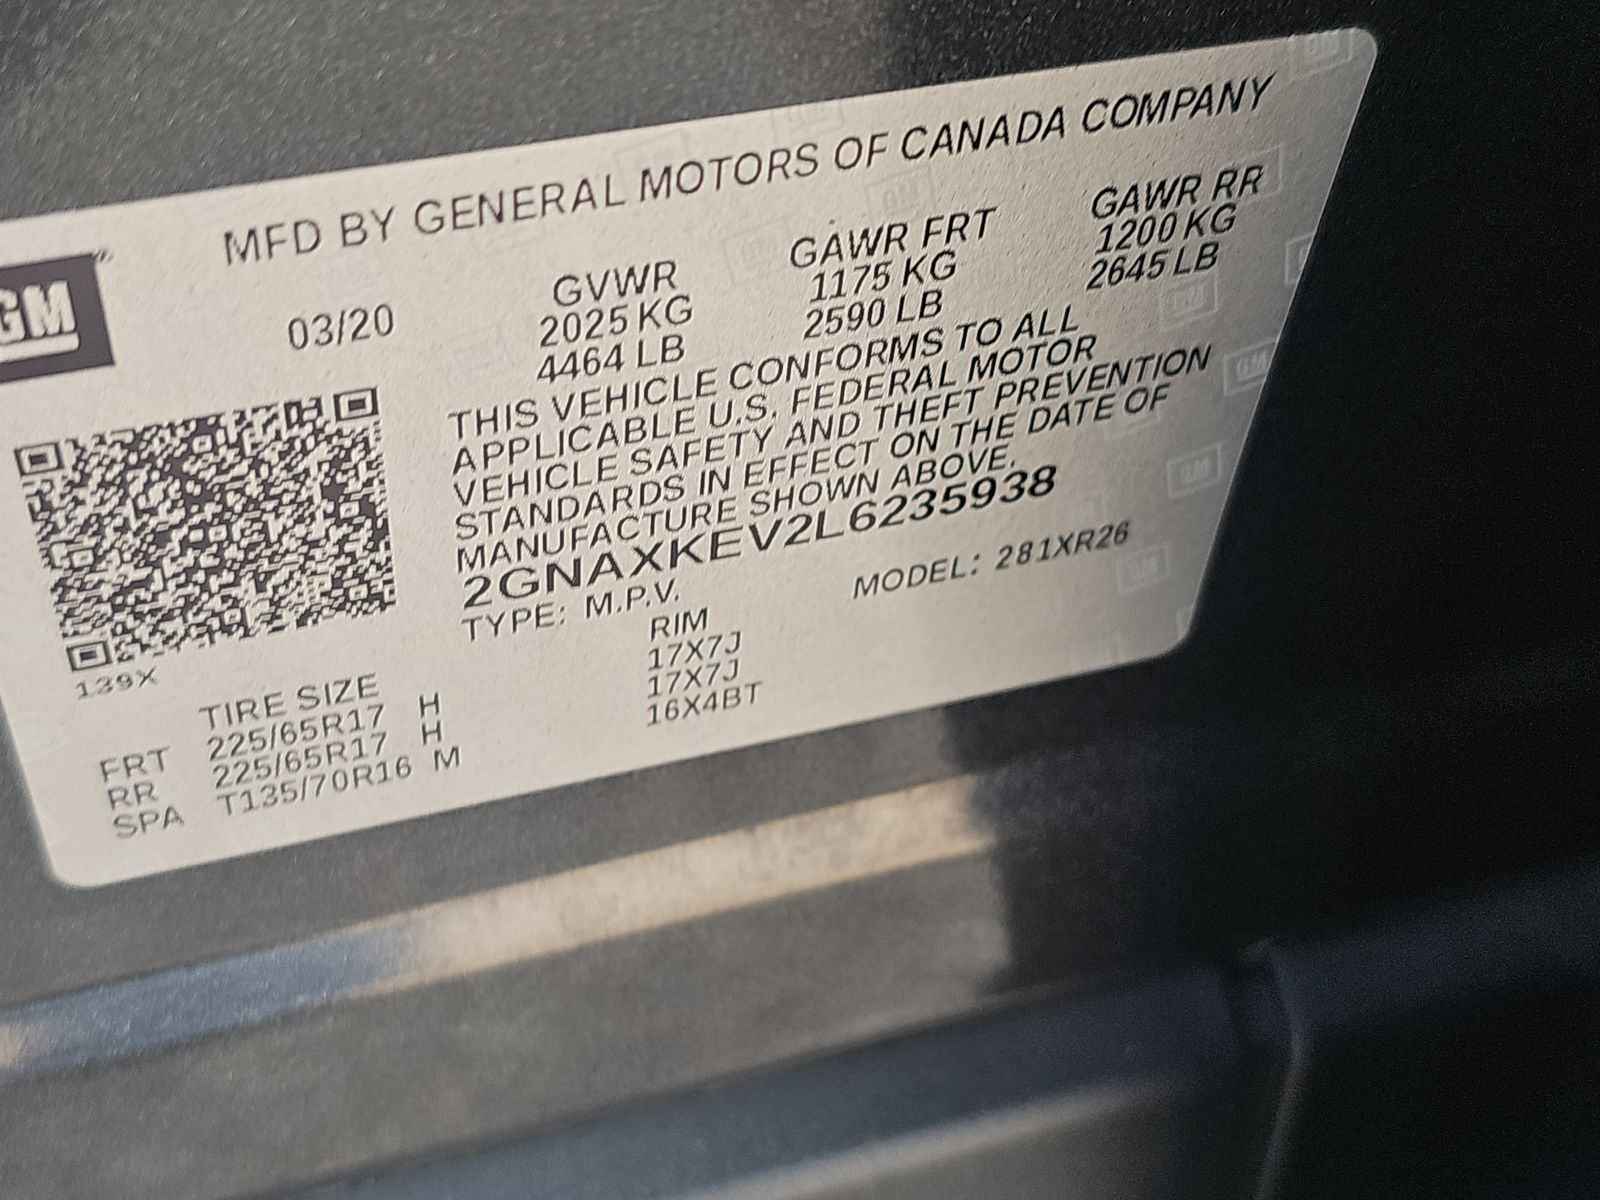 MFD BY GENERAL MOTORS OF CANADA COMPANY
GM
03/20 GVWR GAWR FRT GAWR RR
2025 KG 1175 KG 1200 KG
4464 LB 2590 LB 2645 LB
THIS VEHICLE CONFORMS TO ALL
APPLICABLE U.S. FEDERAL MOTOR
VEHICLE SAFETY AND THEFT PREVENTION
STANDARDS IN EFFECT ON THE DATE OF
MANUFACTURE SHOWN ABOVE.
2GNAXKEV2L6235938
TYPE: M.P.V. MODEL: 281XR26
139X
TIRE SIZE RIM
FRT 225/65R17 H 17X7J
RR 225/65R17 H 17X7J
SPA T135/70R16 M 16X4BT